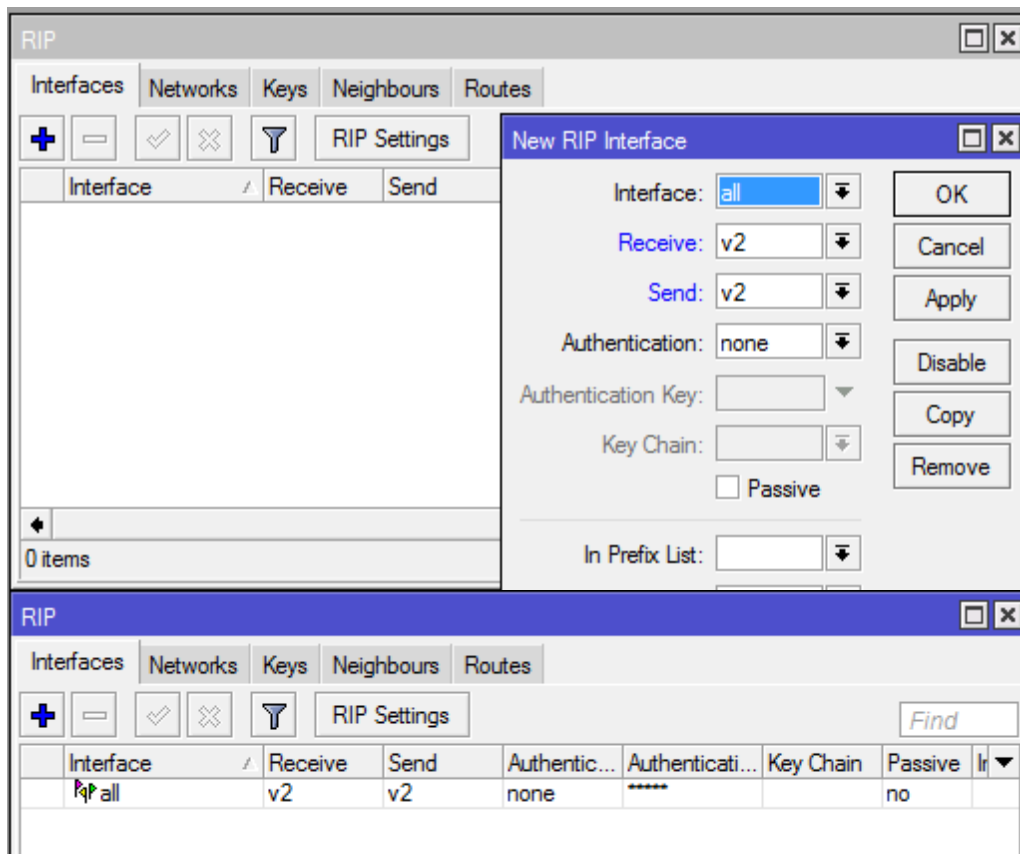 RIP
Interfaces Networks Keys Neighbours Routes
RIP Settings
Interface Receive Send
0 items
New RIP Interface
Interface: all
OK
Receive: v2
Cancel
Send: v2
Apply
Authentication: none
Disable
Authentication Key:
Copy
Key Chain:
Remove
Passive
In Prefix List:
RIP
Interfaces Networks Keys Neighbours Routes
RIP Settings Find
Interface Receive Send Authentic... Authenticati... Key Chain Passive
all v2 v2 none ***** no